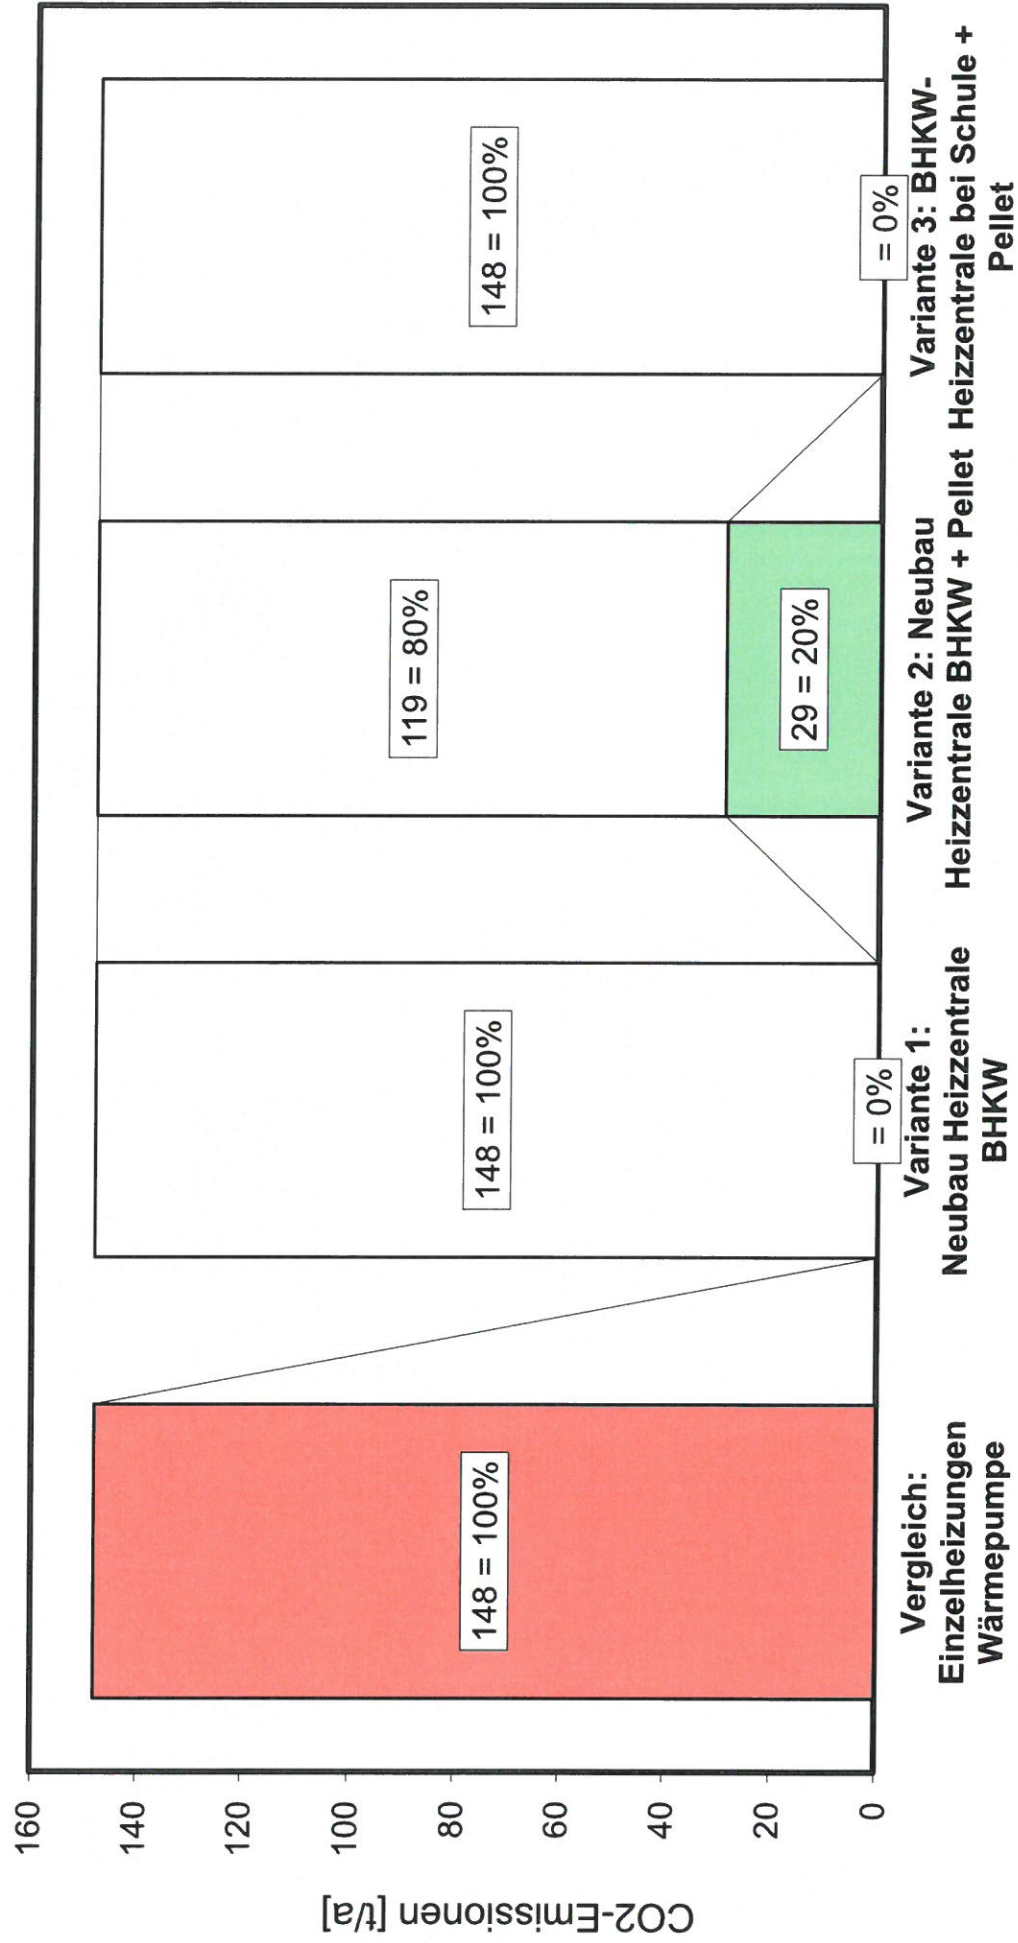 CO2-Emissionen [t/a]
160
140
120
100
80
60
40
20
0
148 = 100%
148 = 100%
= 0%
119 = 80%
29 = 20%
148 = 100%
= 0%
Vergleich:
Einzelheizungen
Wärmepumpe
Variante 1:
Neubau Heizzentrale
BHKW
Variante 2: Neubau
Heizzentrale BHKW + Pellet
Variante 3: BHKW-
Heizzentrale bei Schule +
Pellet